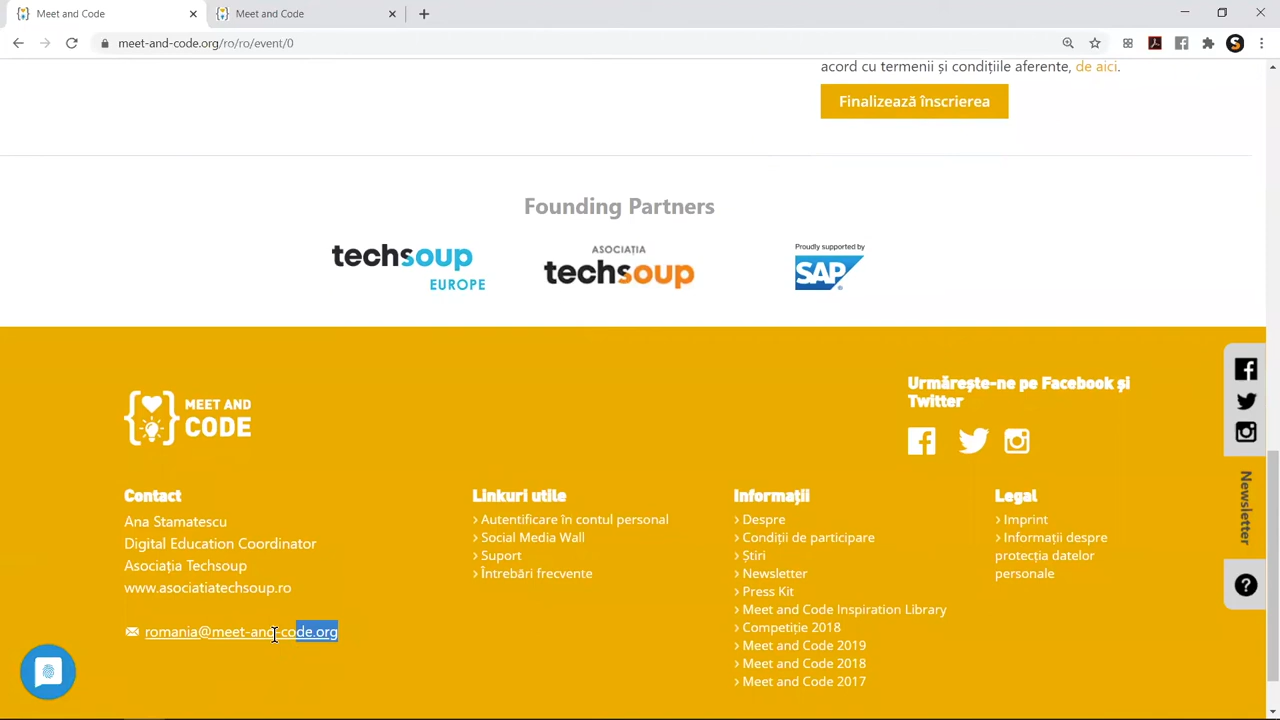 Meet and Code
Meet and Code
meet-and-code.org/ro/ro/event/0
acord cu termenii și condițiile aferente, de aici.
Finalizează înscrierea
Founding Partners
techsoup
EUROPE
ASOCIAȚIA
techsoup
Proudly supported by
SAP
Urmărește-ne pe Facebook și
Twitter
MEET AND
CODE
Contact
Ana Stamatescu
Digital Education Coordinator
Asociația Techsoup
www.asociatiatechsoup.ro
romania@meet-and-code.org
Linkuri utile
› Autentificare în contul personal
› Social Media Wall
› Suport
› Întrebări frecvente
Informații
› Despre
› Condiții de participare
› Știri
› Newsletter
› Press Kit
› Meet and Code Inspiration Library
› Competiție 2018
› Meet and Code 2019
› Meet and Code 2018
› Meet and Code 2017
Legal
› Imprint
› Informații despre
protecția datelor
personale
Newsletter